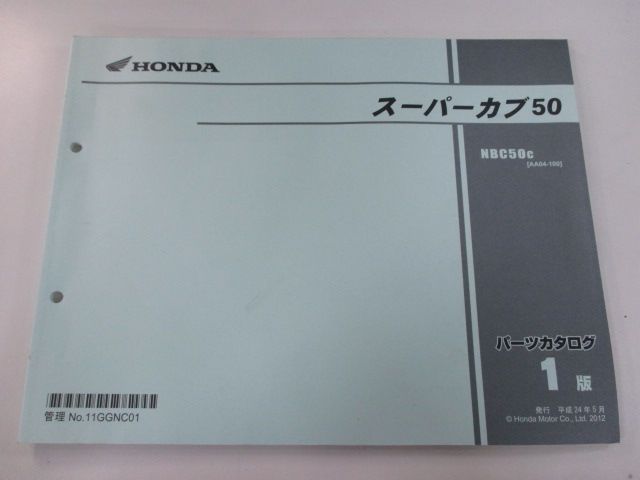 HONDA
スーパーカブ50
NBC50C
[AA04-100]
パーツカタログ
1版
発行 平成24年5月
© Honda Motor Co., Ltd. 2012
管理 No.11GGNC01